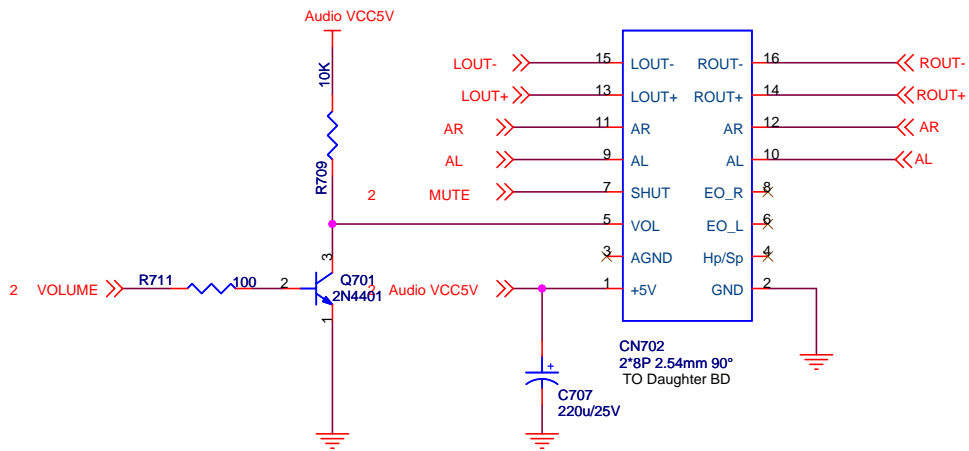 Audio VCC5V
10K
R709
LOUT-
LOUT+
AR
AL
2 MUTE
15
13
11
9
7
5
3
1
LOUT- ROUT-
LOUT+ ROUT+
AR AR
AL AL
SHUT EO_R
VOL EO_L
AGND Hp/Sp
+5V GND
16
14
12
10
8
6
4
2
ROUT-
ROUT+
AR
AL
2 VOLUME
R711 100
2
3
1
Q701
2N4401
2 Audio VCC5V
+
C707
220u/25V
CN702
2*8P 2.54mm 90°
TO Daughter BD